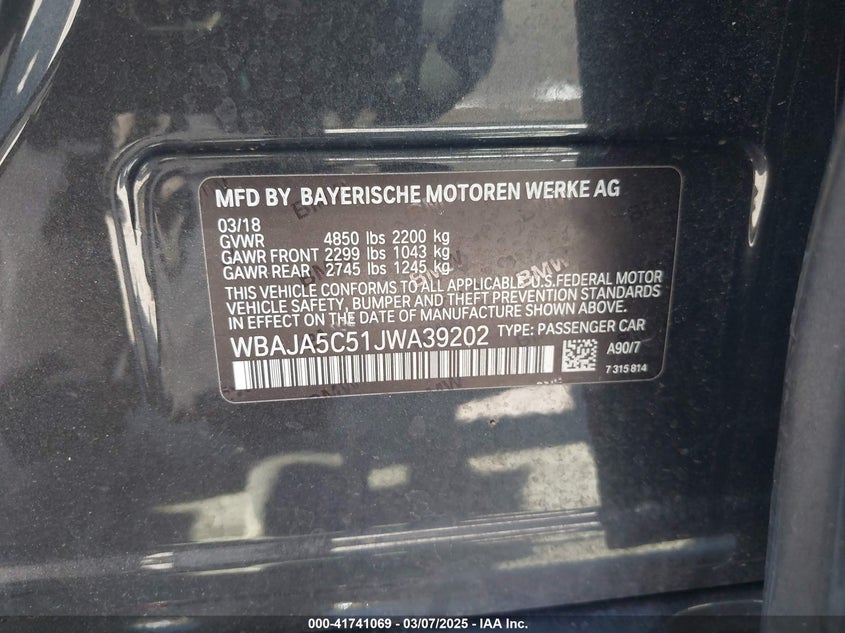 MFD BY BAYERISCHE MOTOREN WERKE AG
03/18
GVWR 4850 lbs 2200 kg
GAWR FRONT 2299 lbs 1043 kg
GAWR REAR 2745 lbs 1245 kg
THIS VEHICLE CONFORMS TO ALL APPLICABLE U.S.FEDERAL MOTOR
VEHICLE SAFETY, BUMPER AND THEFT PREVENTION STANDARDS
IN EFFECT ON THE DATE OF MANUFACTURE SHOWN ABOVE.
WBAJA5C51JWA39202 TYPE: PASSENGER CAR
A90/7
7 315 814
000-41741069 — 03/07/2025 — © IAA Inc.